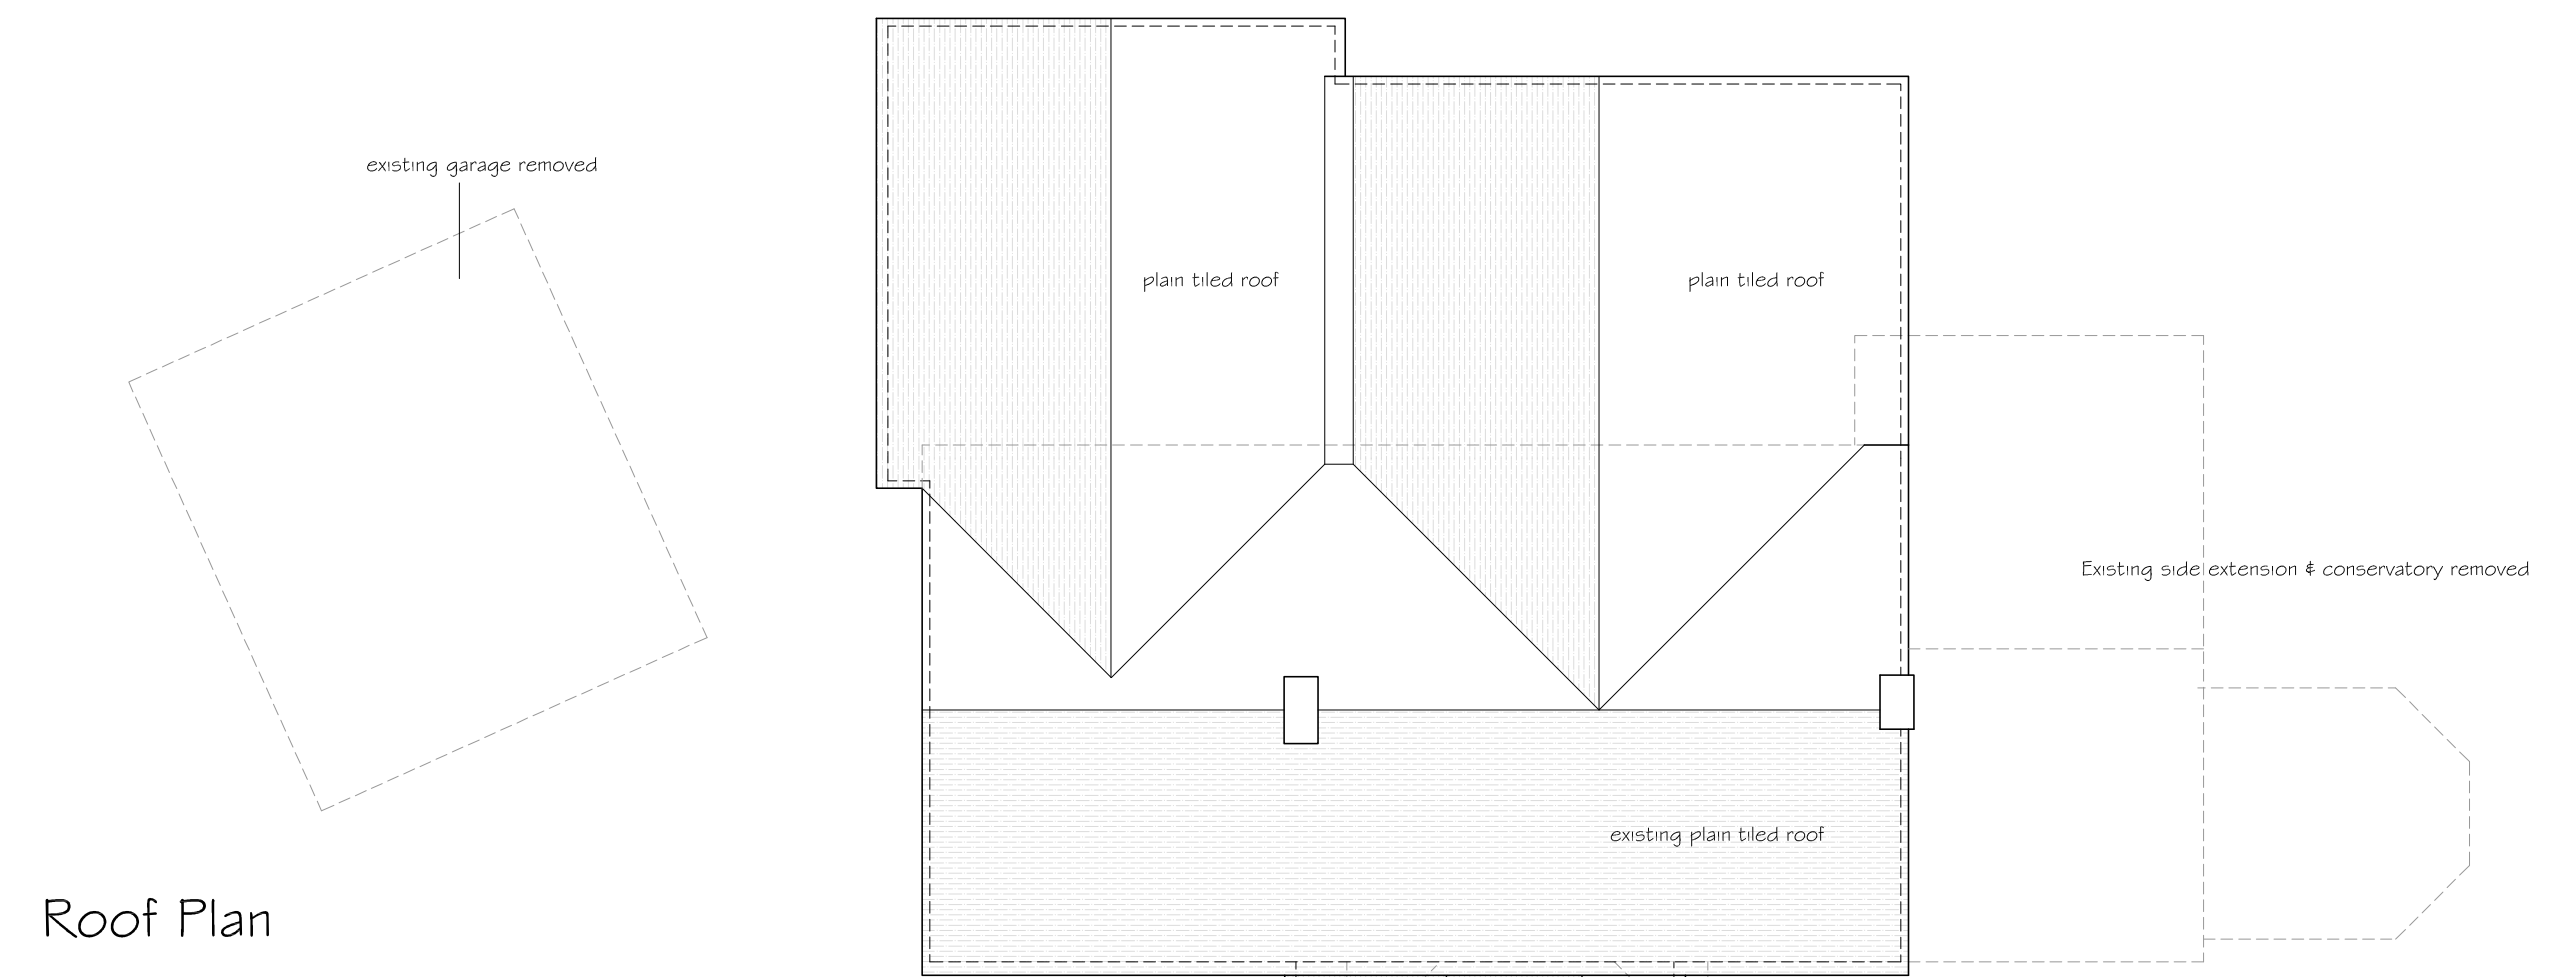 existing garage removed
plain tiled roof
plain tiled roof
Existing side extension & conservatory removed
existing plain tiled roof
Roof Plan